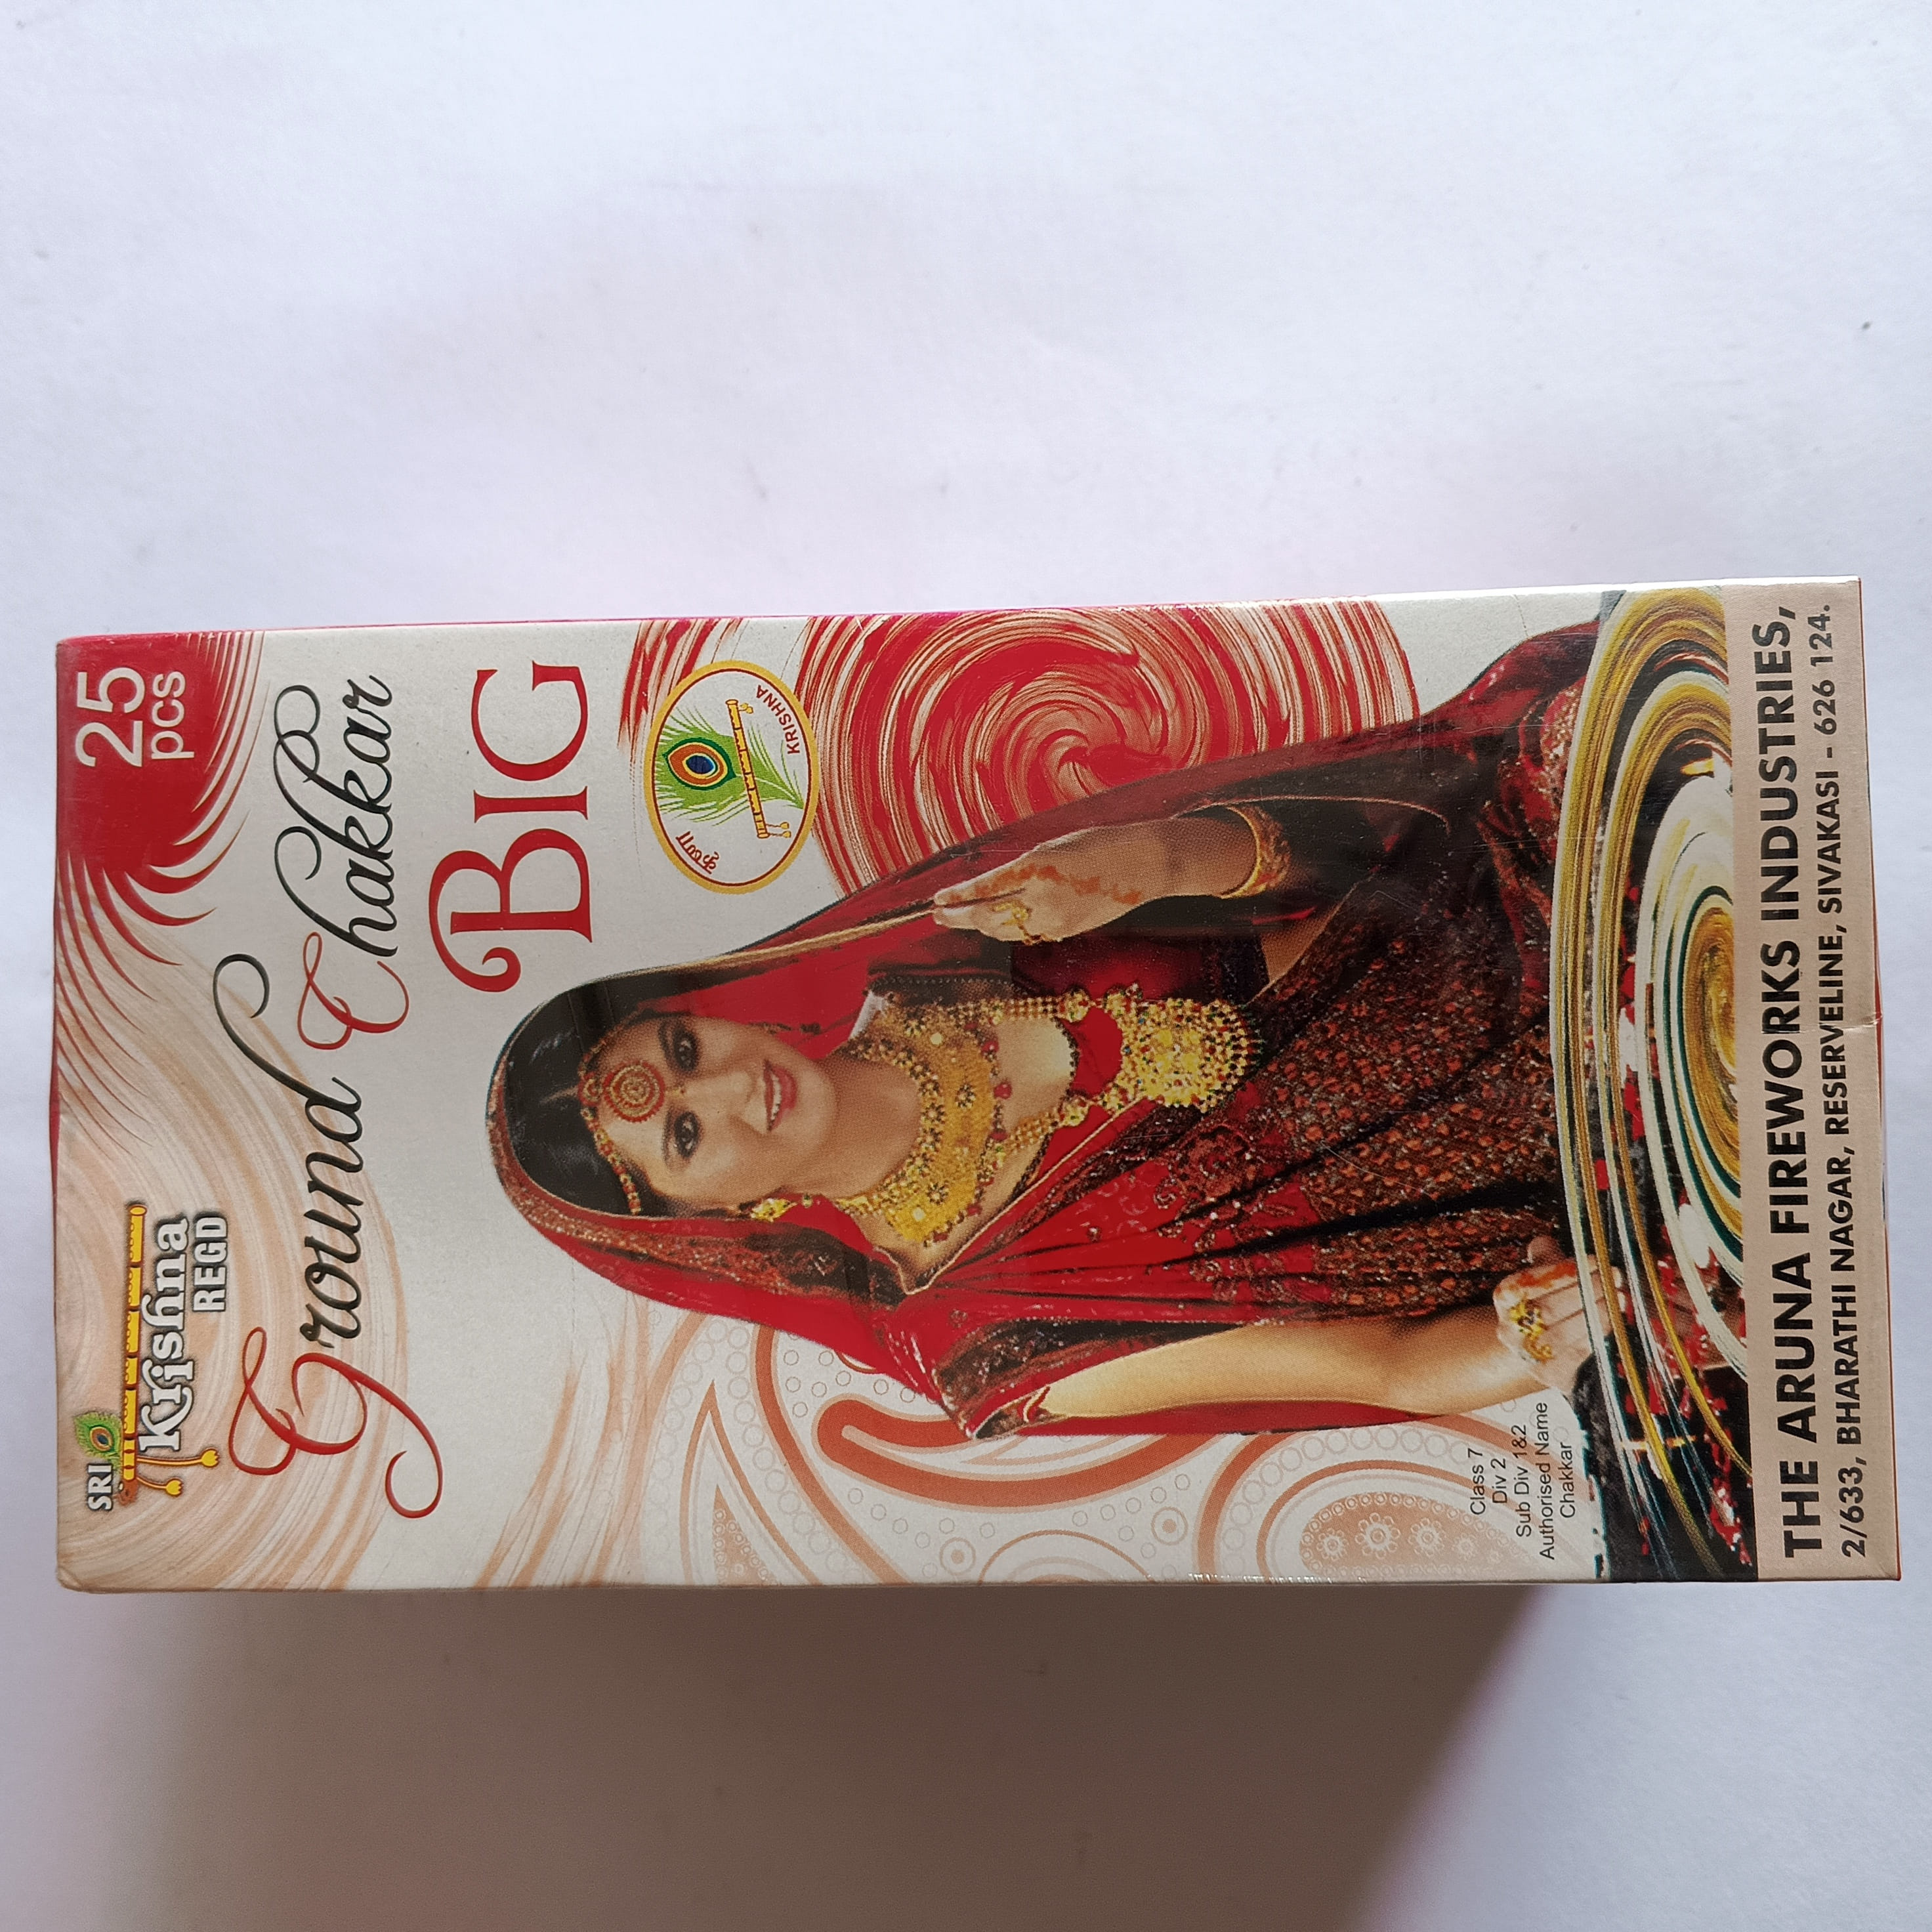 SRI
Krishna
REGD
25
pcs
Ground Chakkar
BIG
कृष्णा
KRISHNA
Class 7
Div 2
Sub Div 1&2
Authorised Name
Chakkar
THE ARUNA FIREWORKS INDUSTRIES,
2/633, BHARATHI NAGAR, RESERVELINE, SIVAKASI - 626 124.